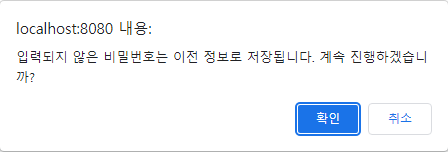 localhost:8080 내용:
입력되지 않은 비밀번호는 이전 정보로 저장됩니다. 계속 진행하겠습니
까?
확인 취소